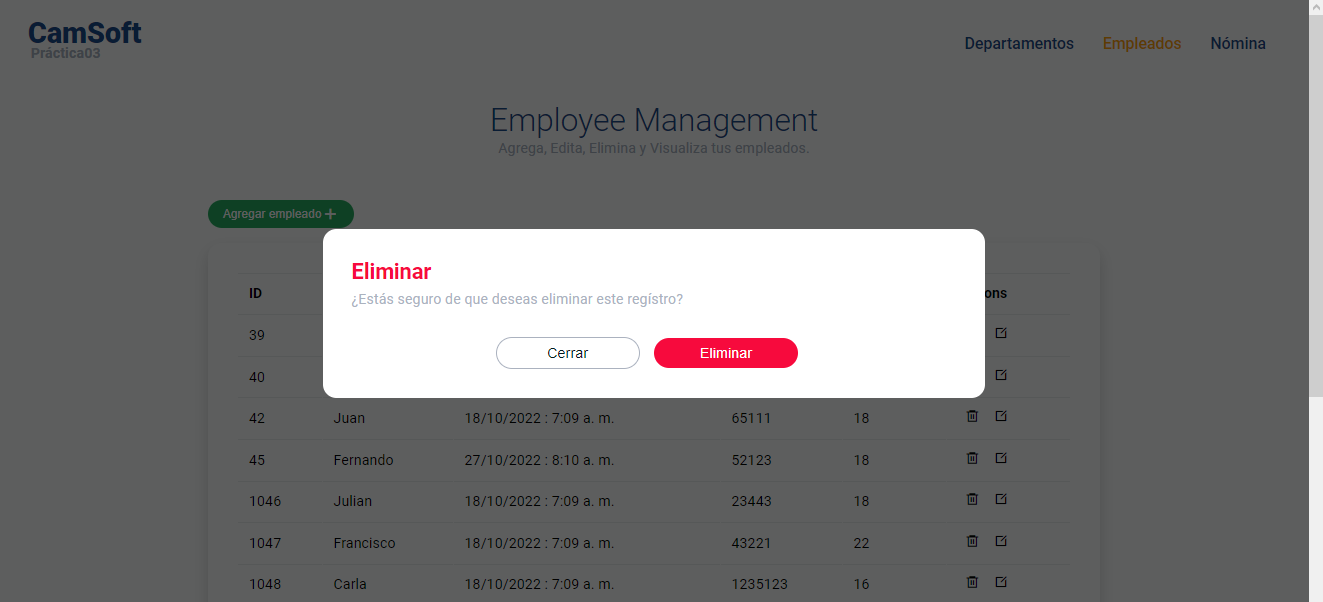 CamSoft
Práctica03
Departamentos Empleados Nómina
Employee Management
Agrega, Edita, Elimina y Visualiza tus empleados.
Agregar empleado +
Eliminar
¿Estás seguro de que deseas eliminar este regístro?
Cerrar Eliminar
ID ons
39
40
42 Juan 18/10/2022 : 7:09 a. m. 65111 18
45 Fernando 27/10/2022 : 8:10 a. m. 52123 18
1046 Julian 18/10/2022 : 7:09 a. m. 23443 18
1047 Francisco 18/10/2022 : 7:09 a. m. 43221 22
1048 Carla 18/10/2022 : 7:09 a. m. 1235123 16